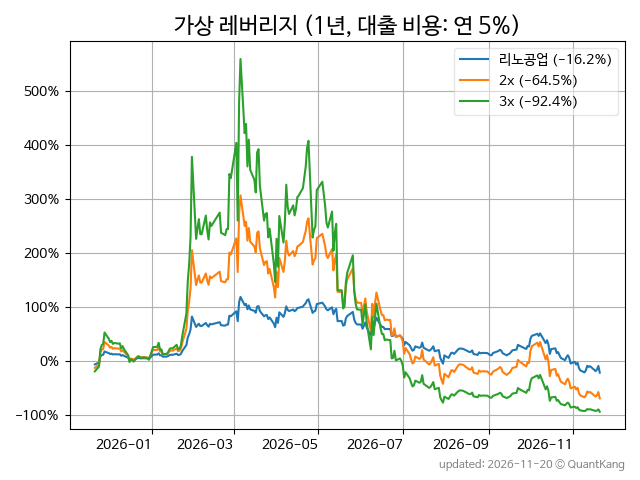 가상 레버리지 (1년, 대출 비용: 연 5%)
리노공업 (-16.2%)
2x (-64.5%)
3x (-92.4%)
500%
400%
300%
200%
100%
0%
-100%
2026-01
2026-03
2026-05
2026-07
2026-09
2026-11
updated: 2026-11-20 © QuantKang